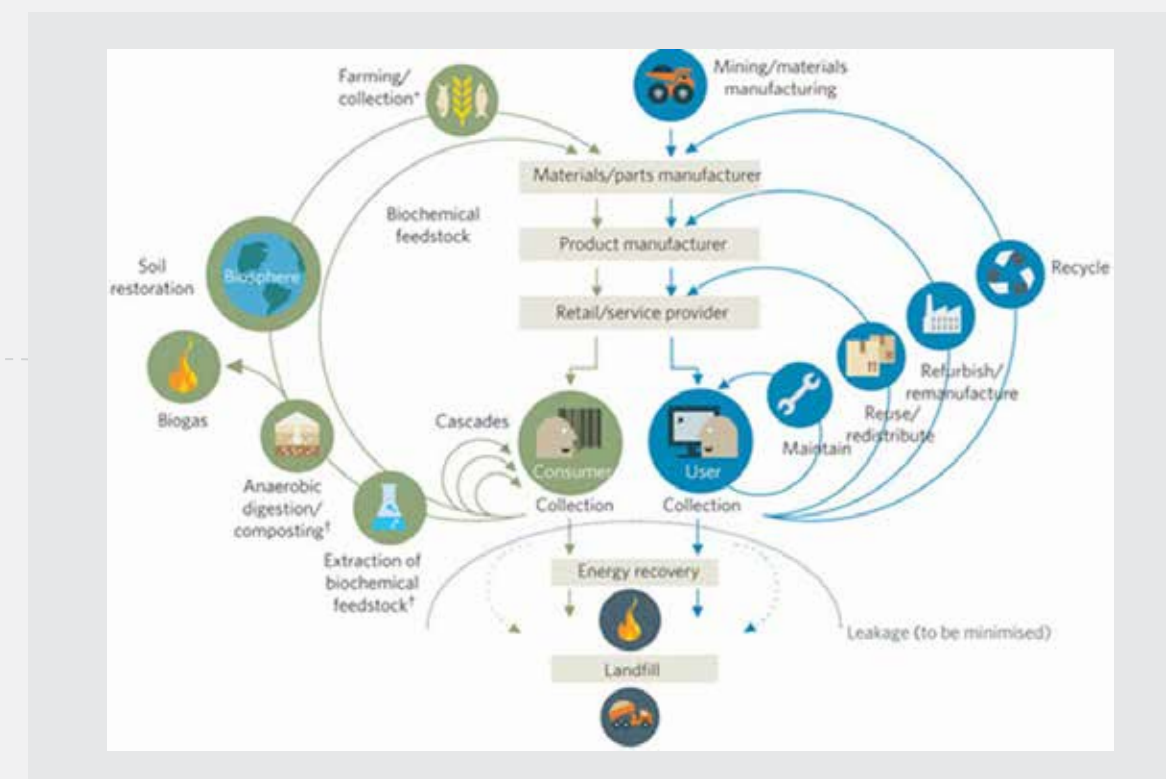 Farming/
collection*
Mining/materials
manufacturing
Materials/parts manufacturer
Biochemical
feedstock
Product manufacturer
Soil
restoration
Biosphere
Recycle
Retail/service provider
Biogas
Refurbish/
remanufacture
Reuse/
redistribute
Maintain
Cascades
Consumer
User
Collection
Collection
Anaerobic
digestion/
composting†
Extraction of
biochemical
feedstock†
Energy recovery
Leakage (to be minimised)
Landfill